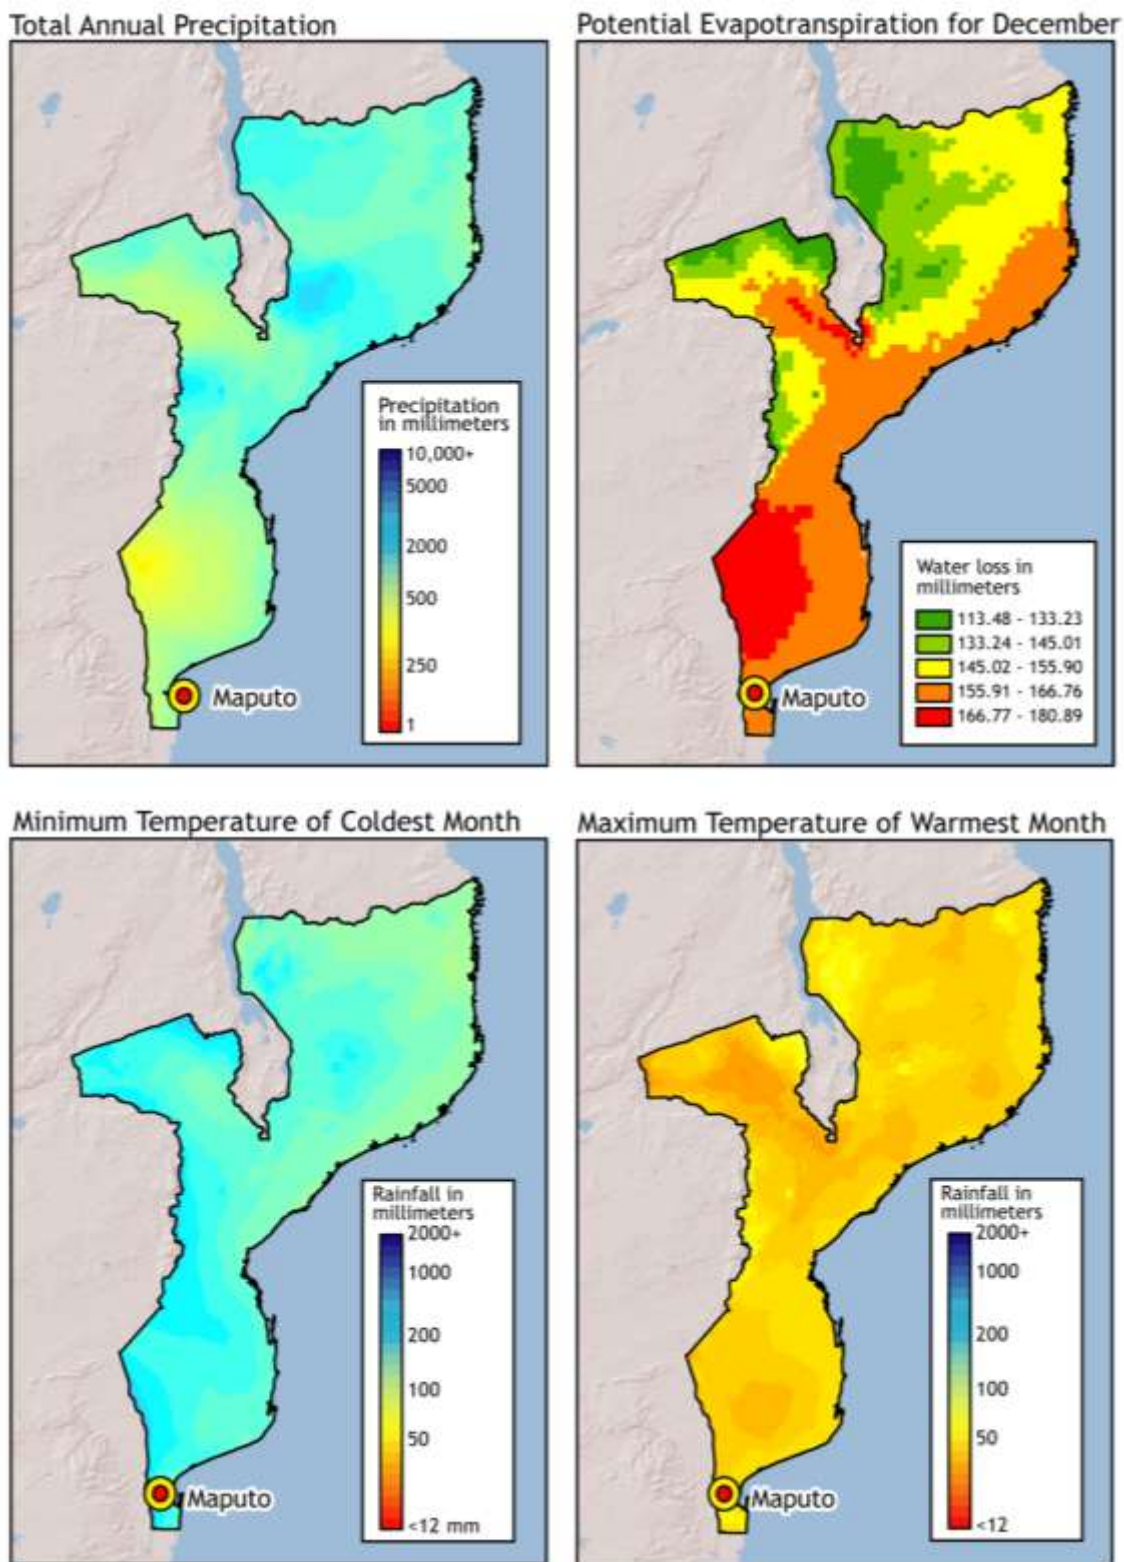 Total Annual Precipitation
Precipitation
in millimeters
10,000+
5000
2000
500
250
1
Maputo
Potential Evapotranspiration for December
Water loss in
millimeters
113.48 - 133.23
133.24 - 145.01
145.02 - 155.90
155.91 - 166.76
166.77 - 180.89
Maputo
Minimum Temperature of Coldest Month
Rainfall in
millimeters
2000+
1000
200
100
50
<12 mm
Maputo
Maximum Temperature of Warmest Month
Rainfall in
millimeters
2000+
1000
200
100
50
<12
Maputo